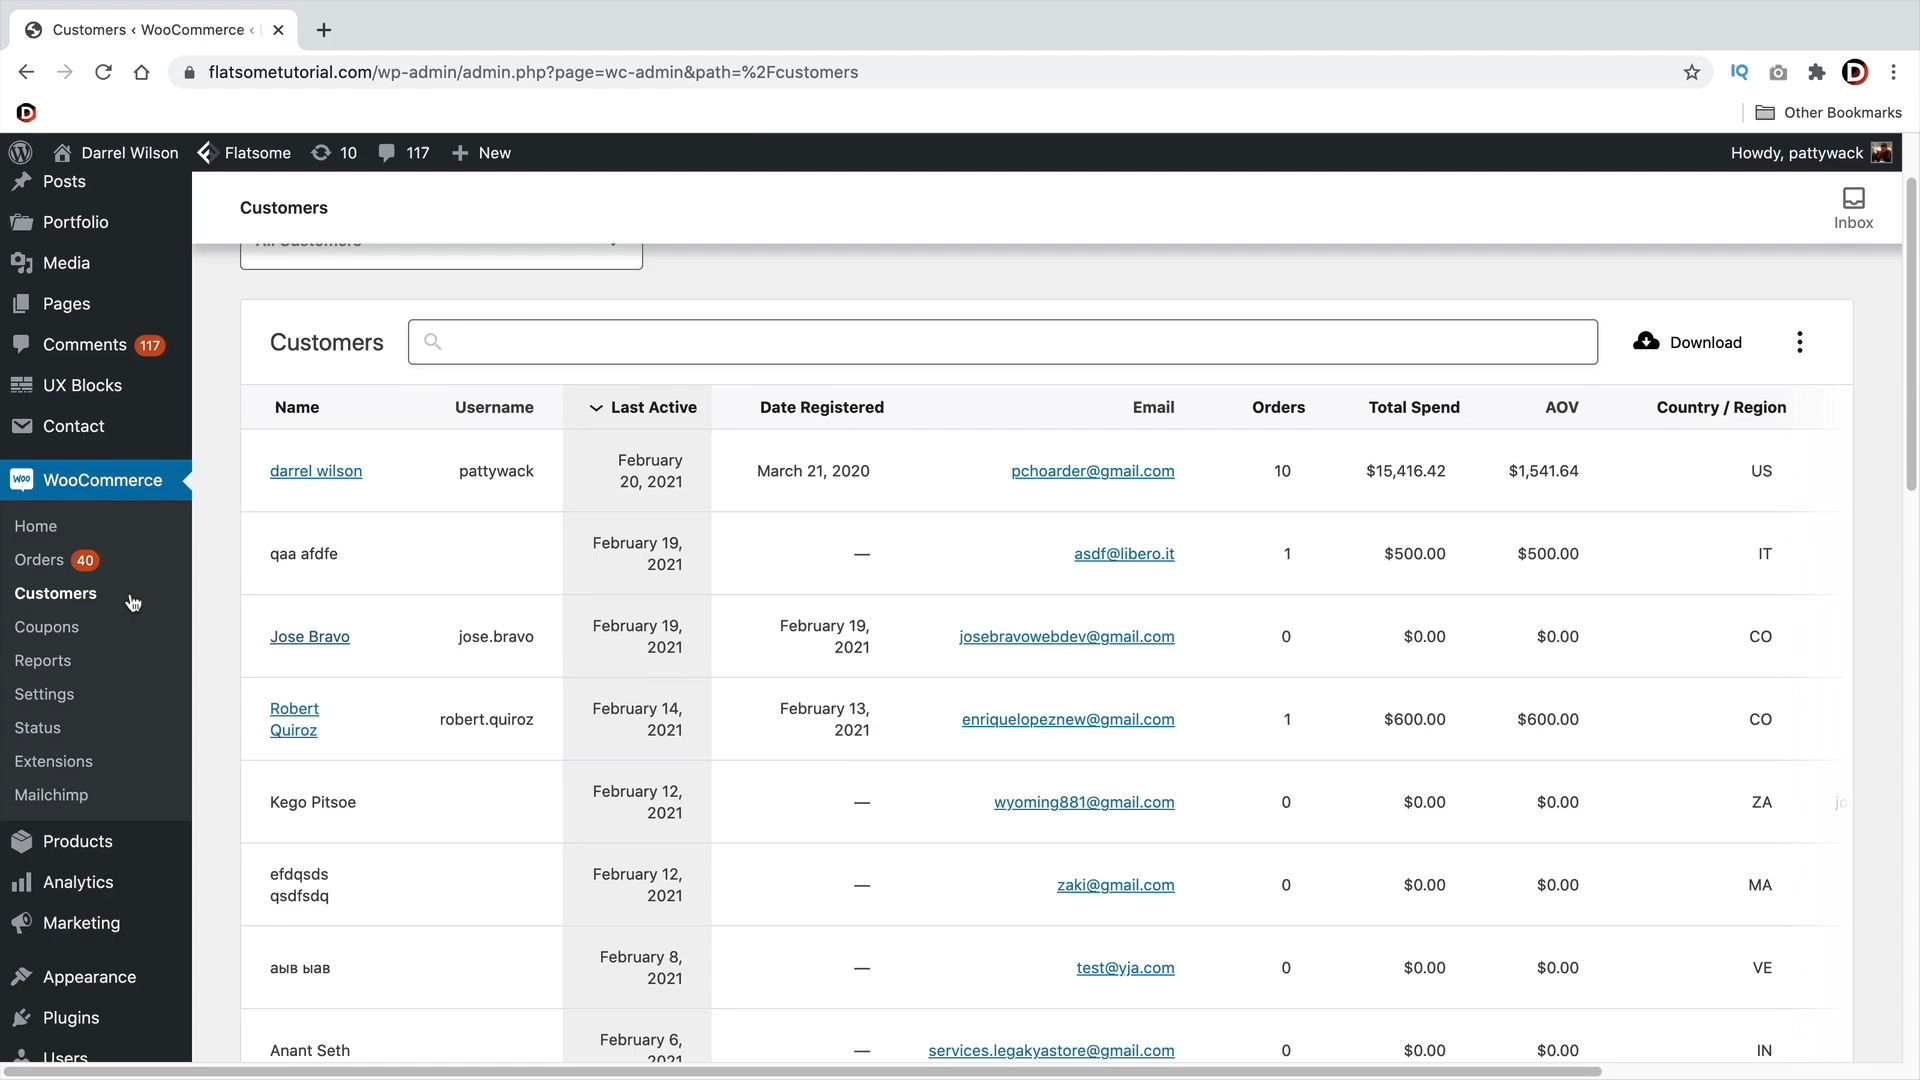 Customers ‹ WooCommerce ‹
flatsometutorial.com/wp-admin/admin.php?page=wc-admin&path=%2Fcustomers
IQ
Other Bookmarks
Darrel Wilson Flatsome 10 117 New Howdy, pattywack
Posts
Portfolio
Media
Pages
Comments 117
UX Blocks
Contact
WooCommerce
Home
Orders 40
Customers
Coupons
Reports
Settings
Status
Extensions
Mailchimp
Products
Analytics
Marketing
Appearance
Plugins
Users
Customers
Inbox
All Customers
Customers Download
Name Username Last Active Date Registered Email Orders Total Spend AOV Country / Region
darrel wilson pattywack February 20, 2021 March 21, 2020 pchoarder@gmail.com 10 $15,416.42 $1,541.64 US
qaa afdfe February 19, 2021 — asdf@libero.it 1 $500.00 $500.00 IT
Jose Bravo jose.bravo February 19, 2021 February 19, 2021 josebravowebdev@gmail.com 0 $0.00 $0.00 CO
Robert Quiroz robert.quiroz February 14, 2021 February 13, 2021 enriquelopeznew@gmail.com 1 $600.00 $600.00 CO
Kego Pitsoe February 12, 2021 — wyoming881@gmail.com 0 $0.00 $0.00 ZA
efdqsds qsdfsdq February 12, 2021 — zaki@gmail.com 0 $0.00 $0.00 MA
аыв ыав February 8, 2021 — test@yja.com 0 $0.00 $0.00 VE
Anant Seth February 6, 2021 — services.legakyastore@gmail.com 0 $0.00 $0.00 IN